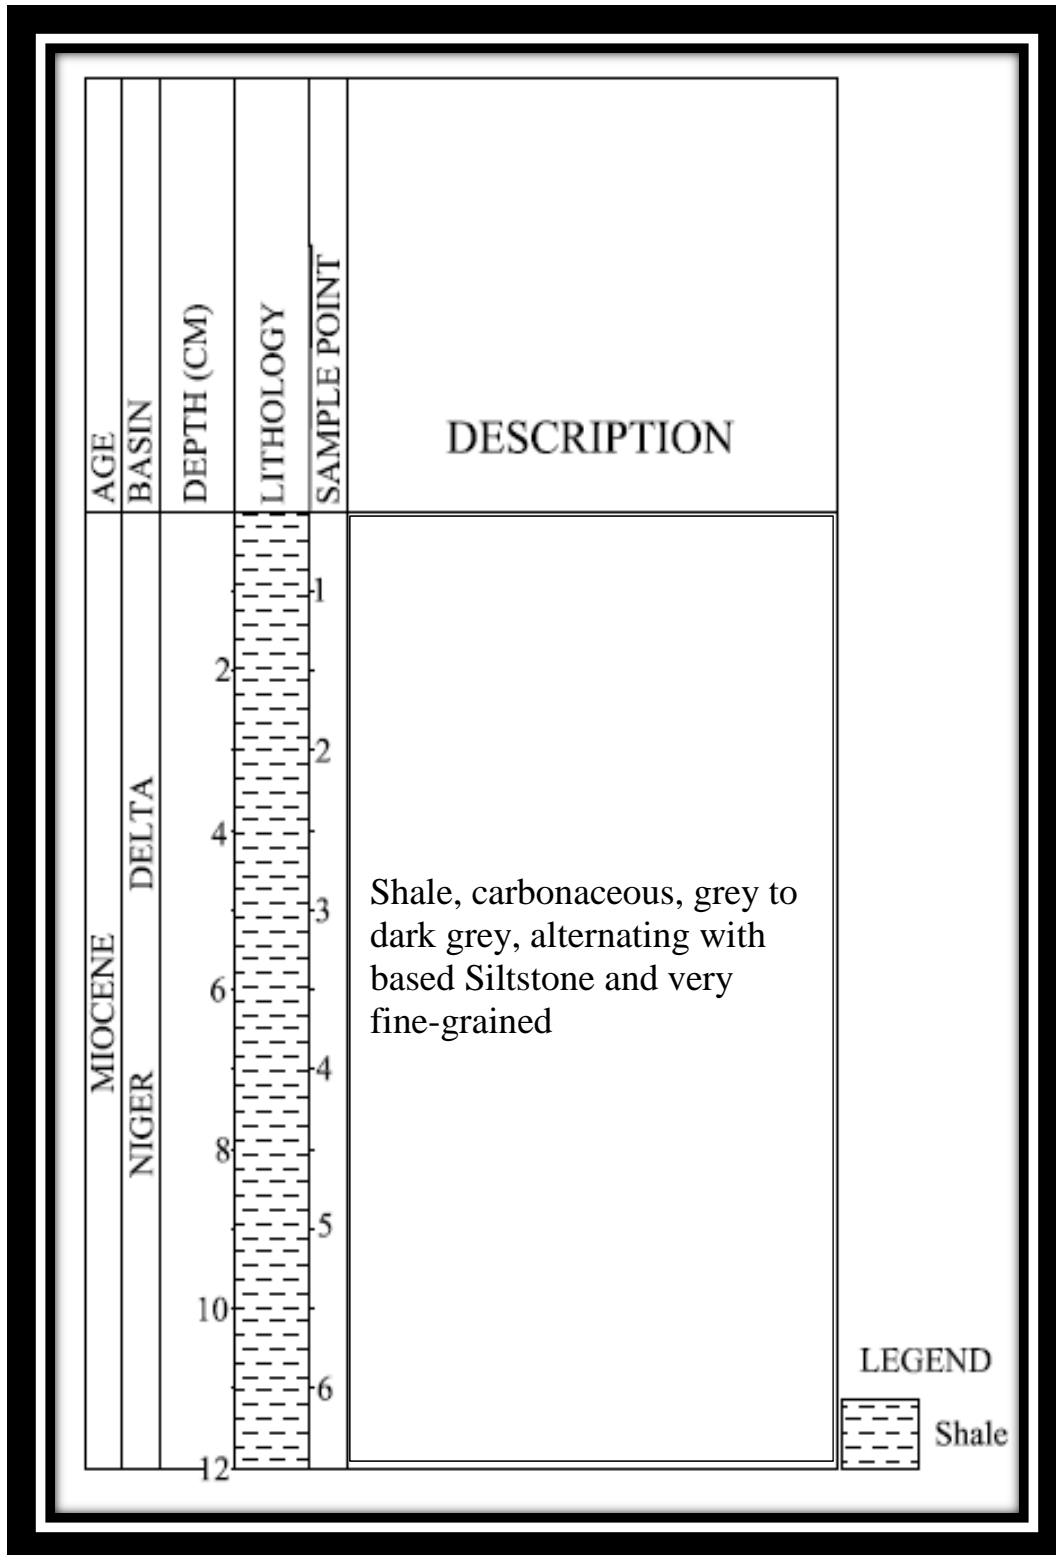 AGE
BASIN
DEPTH (CM)
LITHOLOGY
SAMPLE POINT
DESCRIPTION
MIOCENE
NIGER DELTA
2
4
6
8
10
12
1
2
3
4
5
6
Shale, carbonaceous, grey to
dark grey, alternating with
based Siltstone and very
fine-grained
LEGEND
Shale